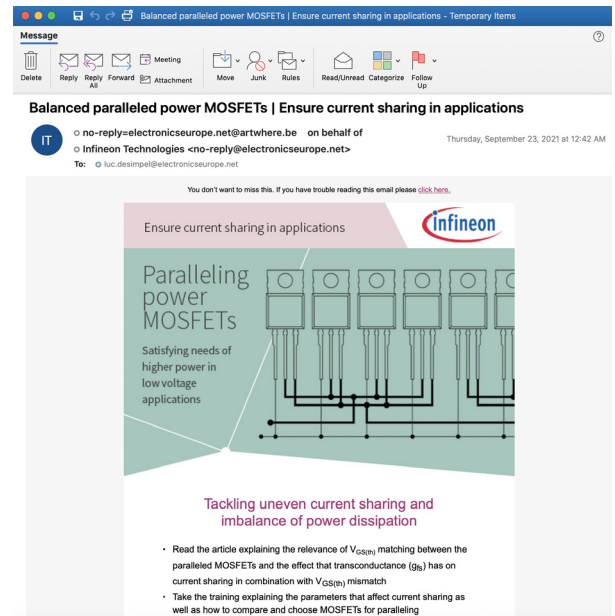 Balanced paralleled power MOSFETs | Ensure current sharing in applications - Temporary Items
Message
Delete
Reply
Reply All
Forward
Meeting
Attachment
Move
Junk
Rules
Read/Unread
Categorize
Follow Up
Balanced paralleled power MOSFETs | Ensure current sharing in applications
IT
no-reply=electronicseurope.net@artwhere.be on behalf of
Infineon Technologies <no-reply@electronicseurope.net>
Thursday, September 23, 2021 at 12:42 AM
To: luc.desimpel@electronicseurope.net
You don't want to miss this. If you have trouble reading this email please click here.
Ensure current sharing in applications
infineon
Paralleling
power
MOSFETs
Satisfying needs of
higher power in
low voltage
applications
Tackling uneven current sharing and
imbalance of power dissipation
• Read the article explaining the relevance of VGS(th) matching between the
paralleled MOSFETs and the effect that transconductance (gfs) has on
current sharing in combination with VGS(th) mismatch
• Take the training explaining the parameters that affect current sharing as
well as how to compare and choose MOSFETs for paralleling